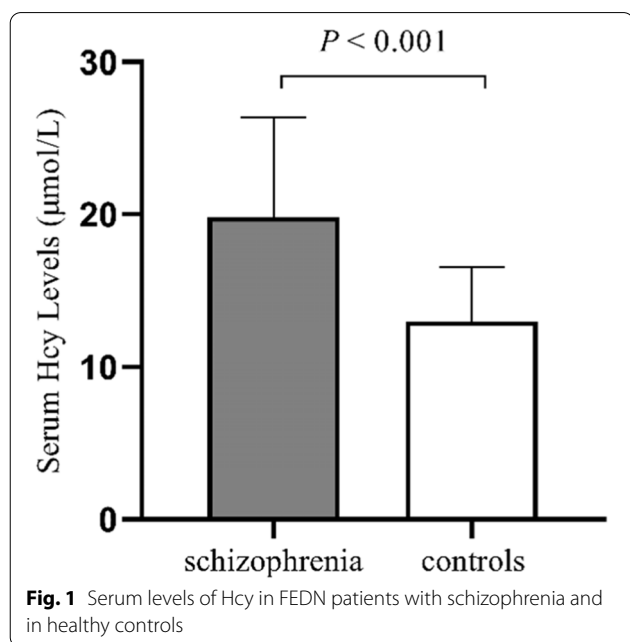 P < 0.001
30
20
10
0
Serum Hcy Levels (μmol/L)
schizophrenia controls
Fig. 1 Serum levels of Hcy in FEDN patients with schizophrenia and
in healthy controls